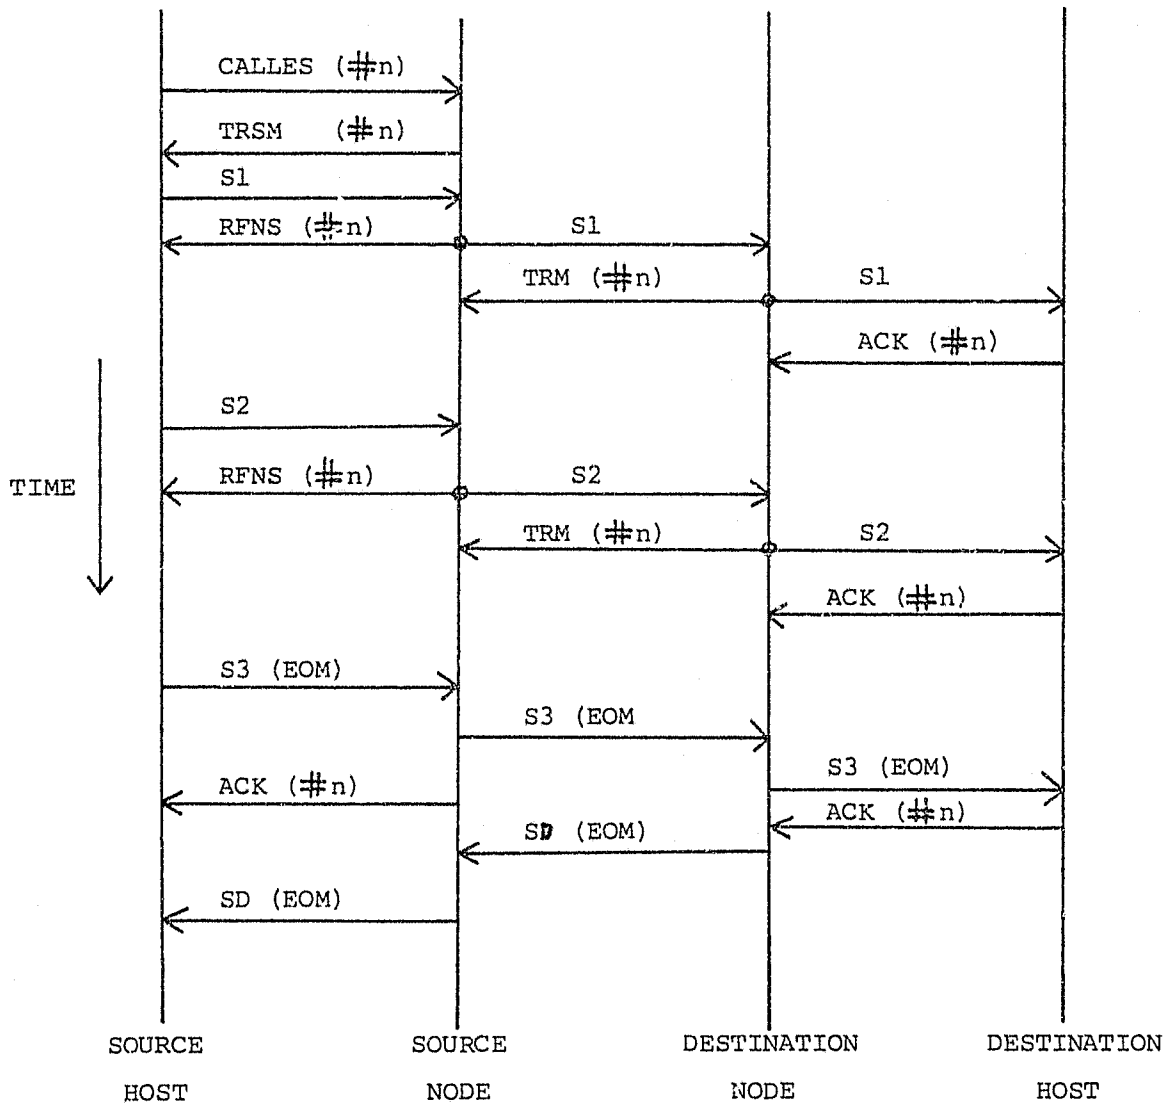 CALLES (#n)
TRSM (#n)
S1
RFNS (#n)
S1
TRM (#n)
S1
ACK (#n)
S2
RFNS (#n)
S2
TIME
TRM (#n)
S2
ACK (#n)
S3 (EOM)
S3 (EOM
S3 (EOM)
ACK (#n)
ACK (#n)
SD (EOM)
SD (EOM)
SOURCE
HOST
SOURCE
NODE
DESTINATION
NODE
DESTINATION
HOST